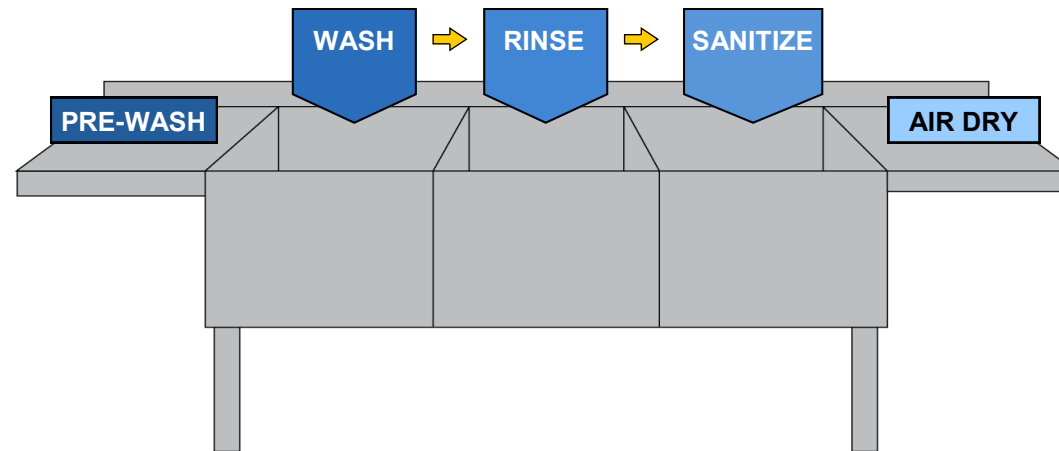 WASH
RINSE
SANITIZE
PRE-WASH
AIR DRY